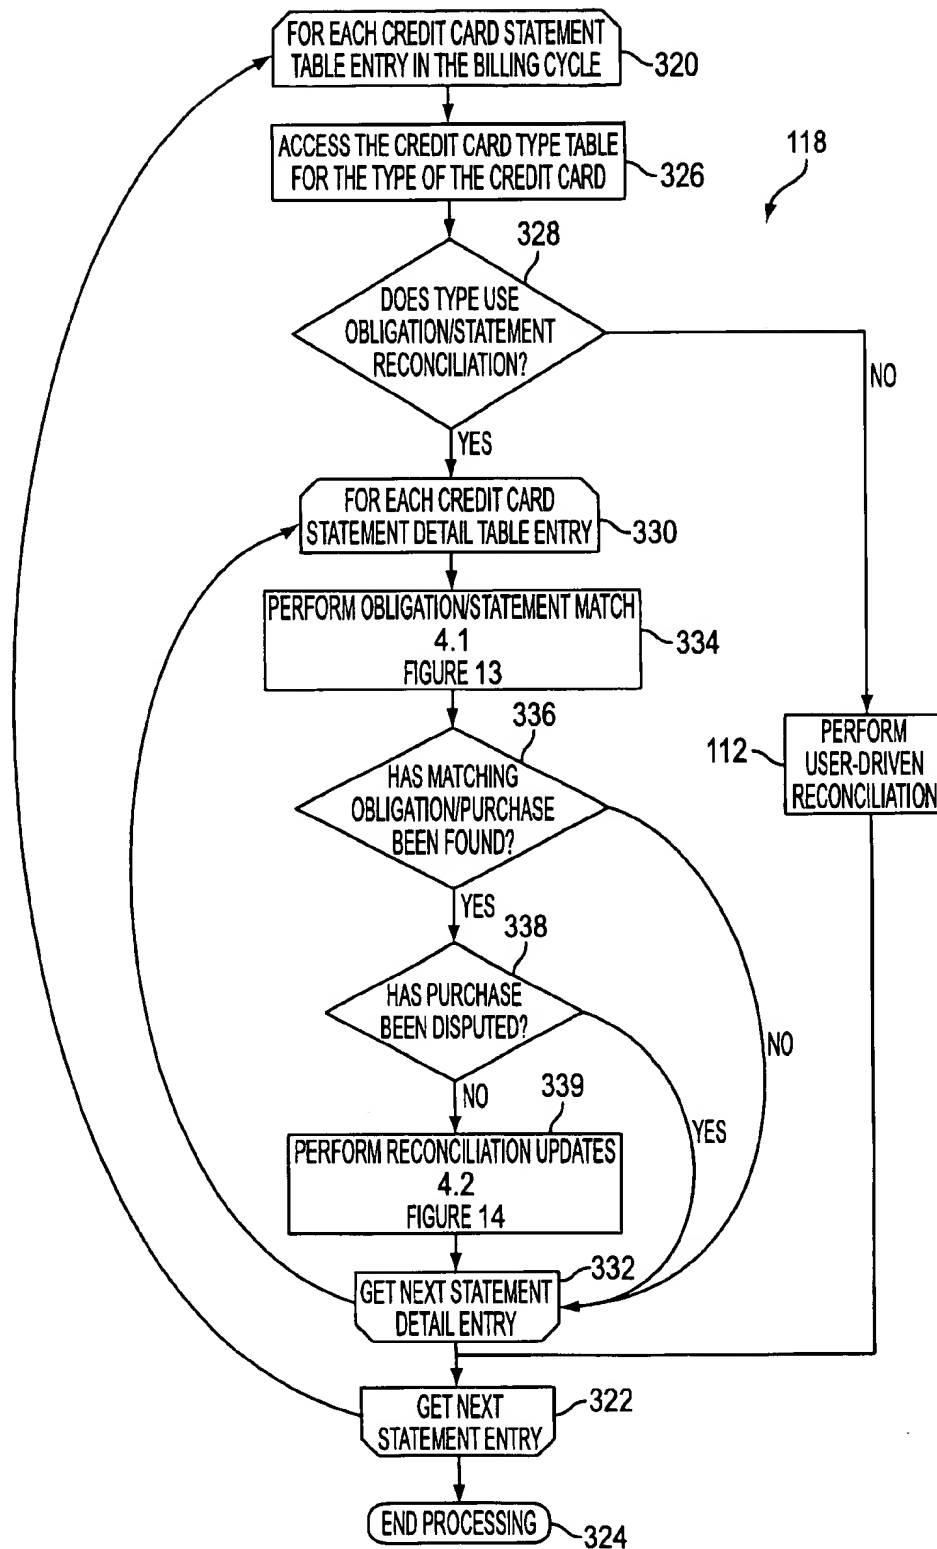 FOR EACH CREDIT CARD STATEMENT
TABLE ENTRY IN THE BILLING CYCLE
320
ACCESS THE CREDIT CARD TYPE TABLE
FOR THE TYPE OF THE CREDIT CARD
326
118
328
DOES TYPE USE
OBLIGATION/STATEMENT
RECONCILIATION?
NO
YES
FOR EACH CREDIT CARD
STATEMENT DETAIL TABLE ENTRY
330
PERFORM OBLIGATION/STATEMENT MATCH
4.1
FIGURE 13
334
336
HAS MATCHING
OBLIGATION/PURCHASE
BEEN FOUND?
112
PERFORM
USER-DRIVEN
RECONCILIATION
YES
338
HAS PURCHASE
BEEN DISPUTED?
NO
NO
YES
339
PERFORM RECONCILIATION UPDATES
4.2
FIGURE 14
332
GET NEXT STATEMENT
DETAIL ENTRY
GET NEXT
STATEMENT ENTRY
322
END PROCESSING
324